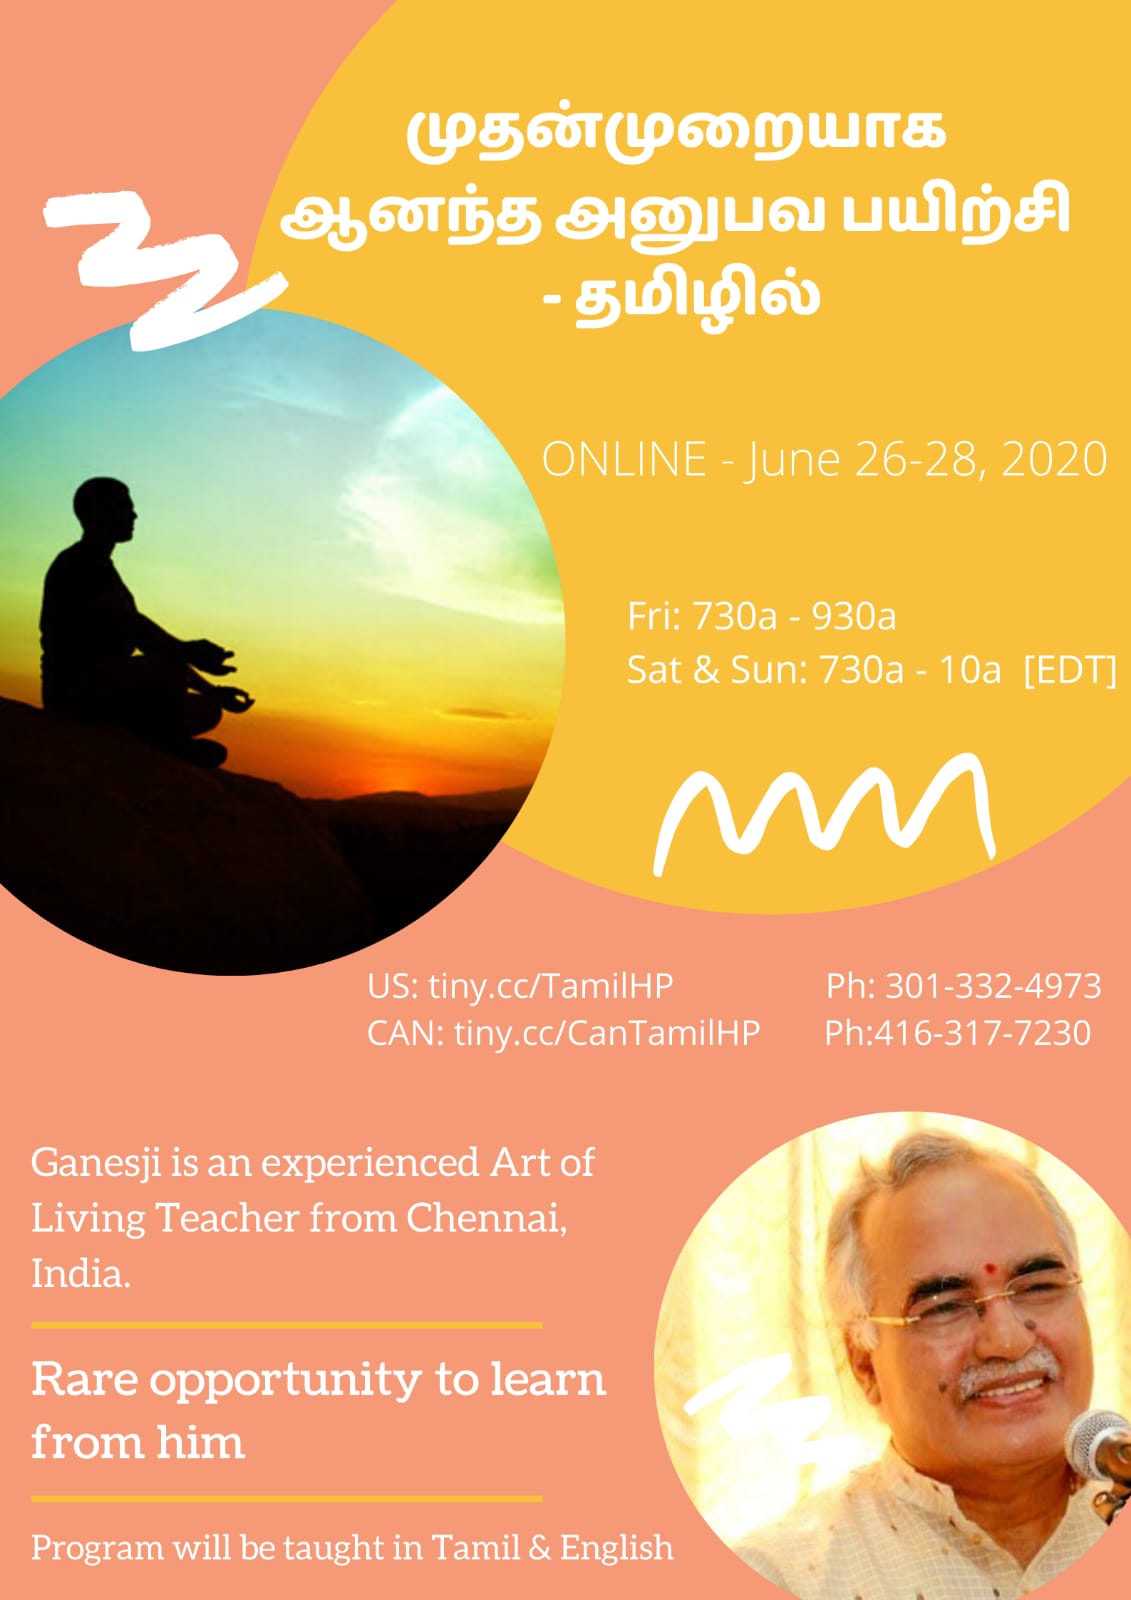 முதன்முறையாக
ஆனந்த அனுபவ பயிற்சி
- தமிழில்
ONLINE - June 26-28, 2020
Fri: 730a - 930a
Sat & Sun: 730a - 10a [EDT]
US: tiny.cc/TamilHP Ph: 301-332-4973
CAN: tiny.cc/CanTamilHP Ph:416-317-7230
Ganesji is an experienced Art of
Living Teacher from Chennai,
India.
Rare opportunity to learn
from him
Program will be taught in Tamil & English